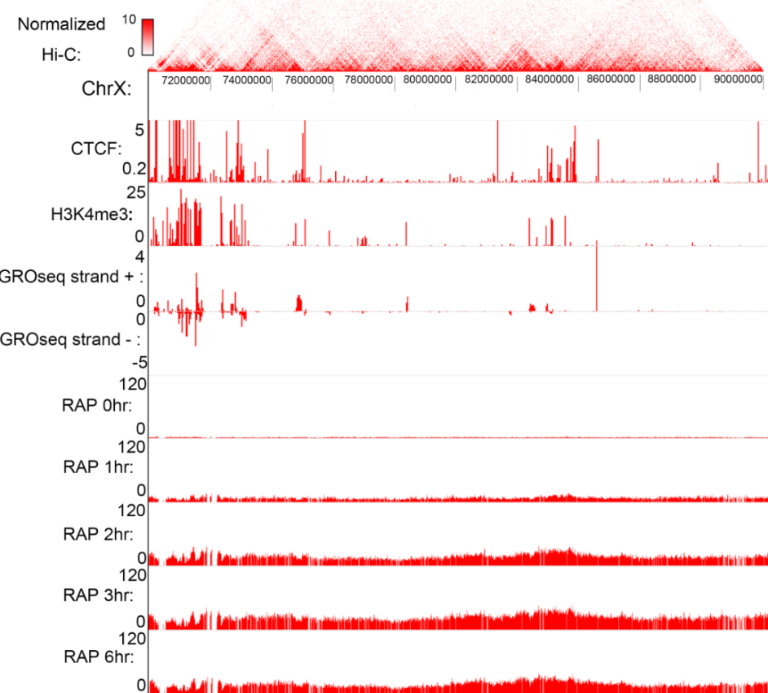 Normalized 10
Hi-C: 0
ChrX: 72000000 74000000 76000000 78000000 80000000 82000000 84000000 86000000 88000000 90000000
5
CTCF:
0.2
25
H3K4me3:
0
4
GROseq strand + :
0
0
GROseq strand - :
-5
120
RAP 0hr:
0
120
RAP 1hr:
0
120
RAP 2hr:
0
120
RAP 3hr:
0
120
RAP 6hr:
0